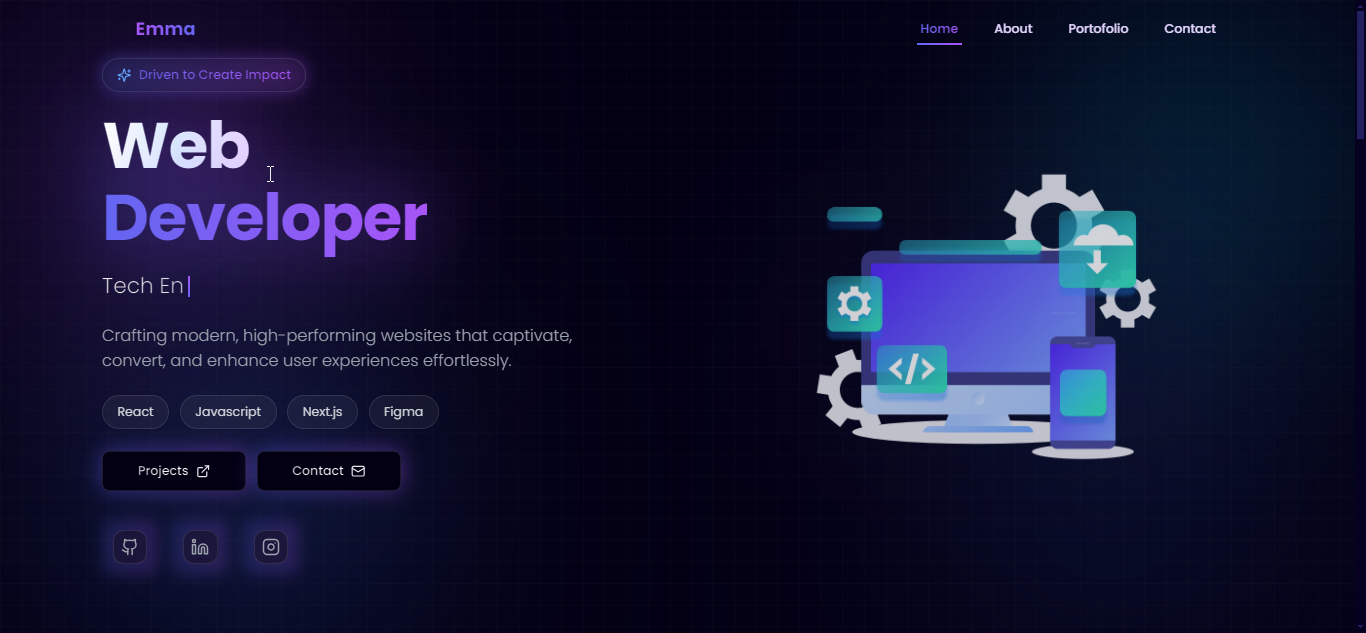 Emma
Home
About
Portofolio
Contact
Driven to Create Impact
Web
Developer
Tech En
Crafting modern, high-performing websites that captivate,
convert, and enhance user experiences effortlessly.
React
Javascript
Next.js
Figma
Projects
Contact